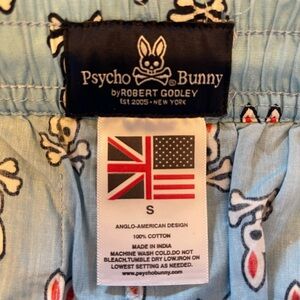 Psycho Bunny
by ROBERT GODLEY
EST. 2005 - NEW YORK
S
ANGLO-AMERICAN DESIGN
100% COTTON
MADE IN INDIA
MACHINE WASH COLD.DO NOT
BLEACH.TUMBLE DRY LOW.IRON ON
LOWEST SETTING AS NEEDED.
www.psychobunny.com